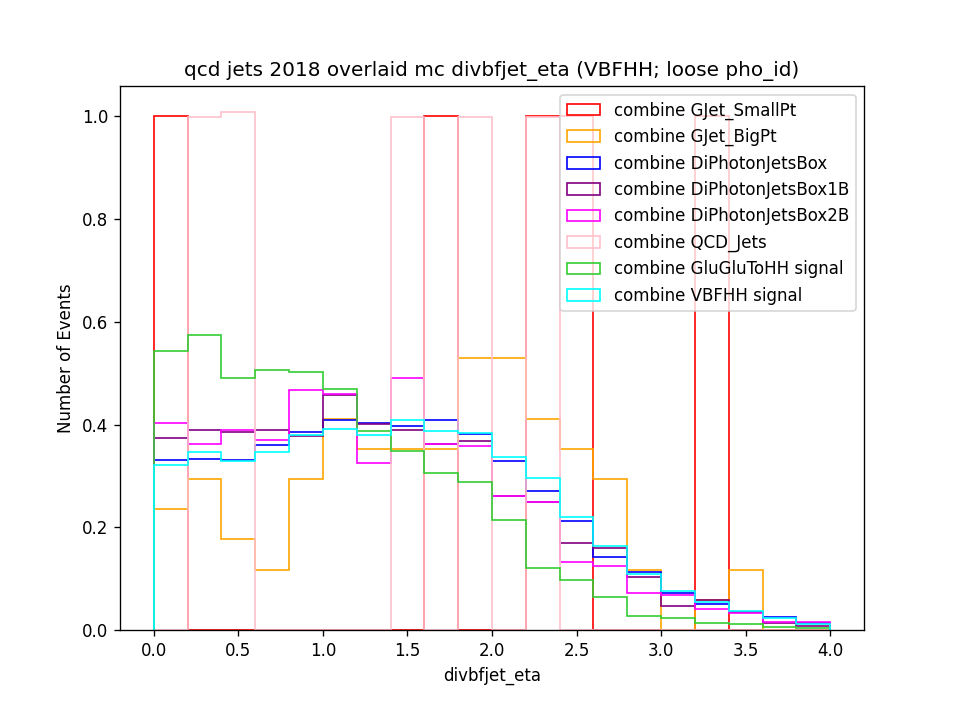 qcd jets 2018 overlaid mc divbfjet_eta (VBFHH; loose pho_id)
combine GJet_SmallPt
combine GJet_BigPt
combine DiPhotonJetsBox
combine DiPhotonJetsBox1B
combine DiPhotonJetsBox2B
combine QCD_Jets
combine GluGluToHH signal
combine VBFHH signal
Number of Events
1.0
0.8
0.6
0.4
0.2
0.0
0.0 0.5 1.0 1.5 2.0 2.5 3.0 3.5 4.0
divbfjet_eta